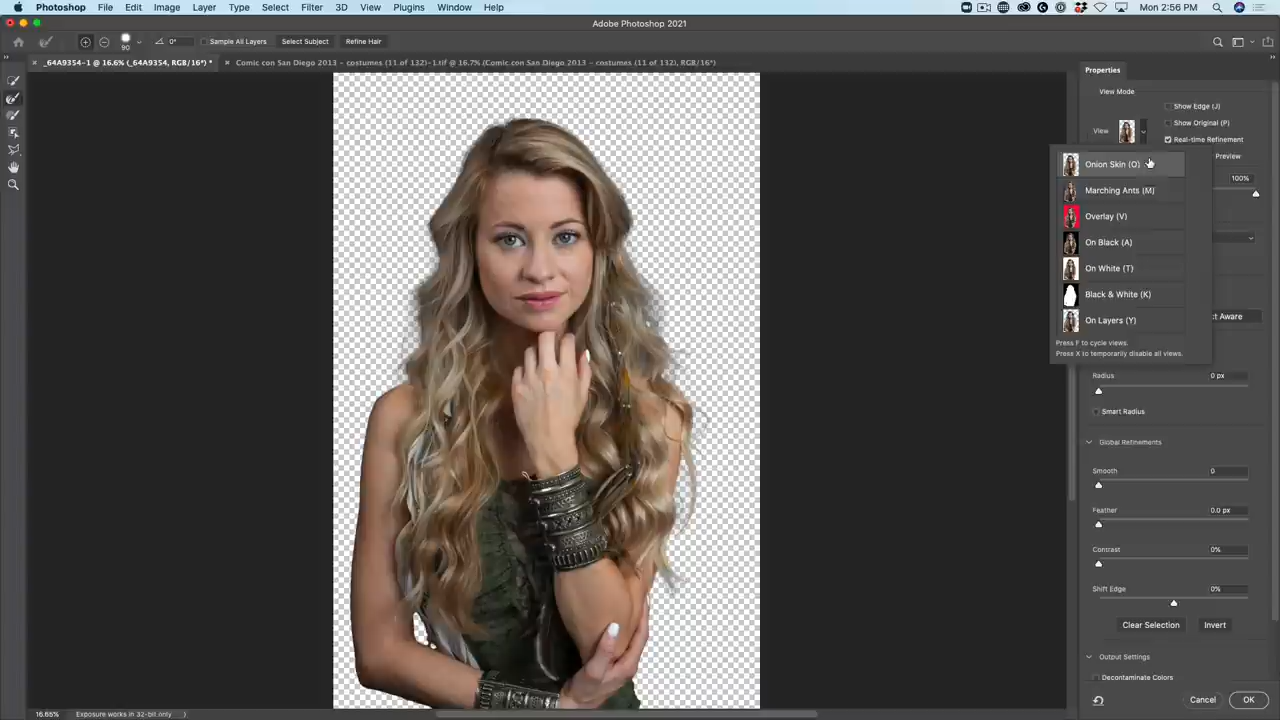 Photoshop File Edit Image Layer Type Select Filter 3D View Plugins Window Help Mon 2:56 PM
Adobe Photoshop 2021
90 0° Sample All Layers Select Subject Refine Hair
_64A9354-1 @ 16.6% (_64A9354, RGB/16*) * Comic con San Diego 2013 - costumes (11 of 132)-1.tif @ 16.7% (Comic con San Diego 2013 - costumes (11 of 132), RGB/16*)
Properties
View Mode
Show Edge (J)
Show Original (P)
View
Real-time Refinement
Preview
Onion Skin (O)
100%
Marching Ants (M)
Overlay (V)
On Black (A)
On White (T)
Black & White (K)
On Layers (Y)
ct Aware
Press F to cycle views.
Press X to temporarily disable all views.
Radius 0 px
Smart Radius
Global Refinements
Smooth 0
Feather 0.0 px
Contrast 0%
Shift Edge 0%
Clear Selection Invert
Output Settings
Decontaminate Colors
Cancel OK
16.65% Exposure works in 32-bit only